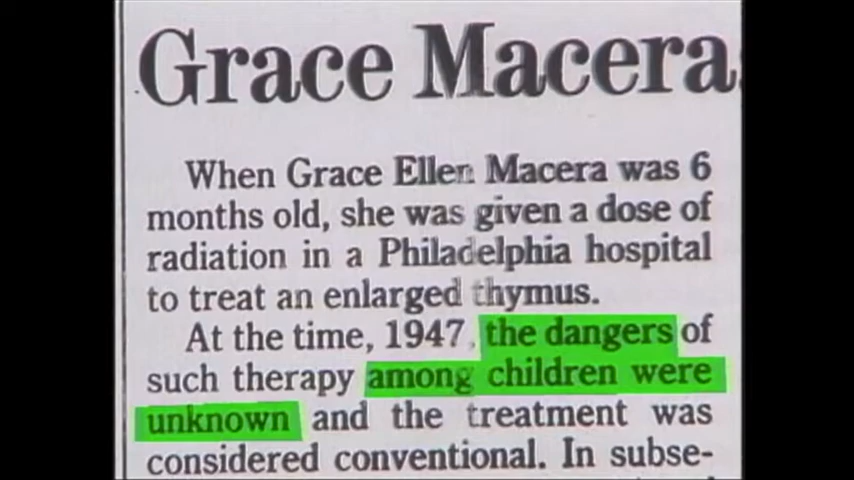 Grace Macera
When Grace Ellen Macera was 6
months old, she was given a dose of
radiation in a Philadelphia hospital
to treat an enlarged thymus.
At the time, 1947, the dangers of
such therapy among children were
unknown and the treatment was
considered conventional. In subse-